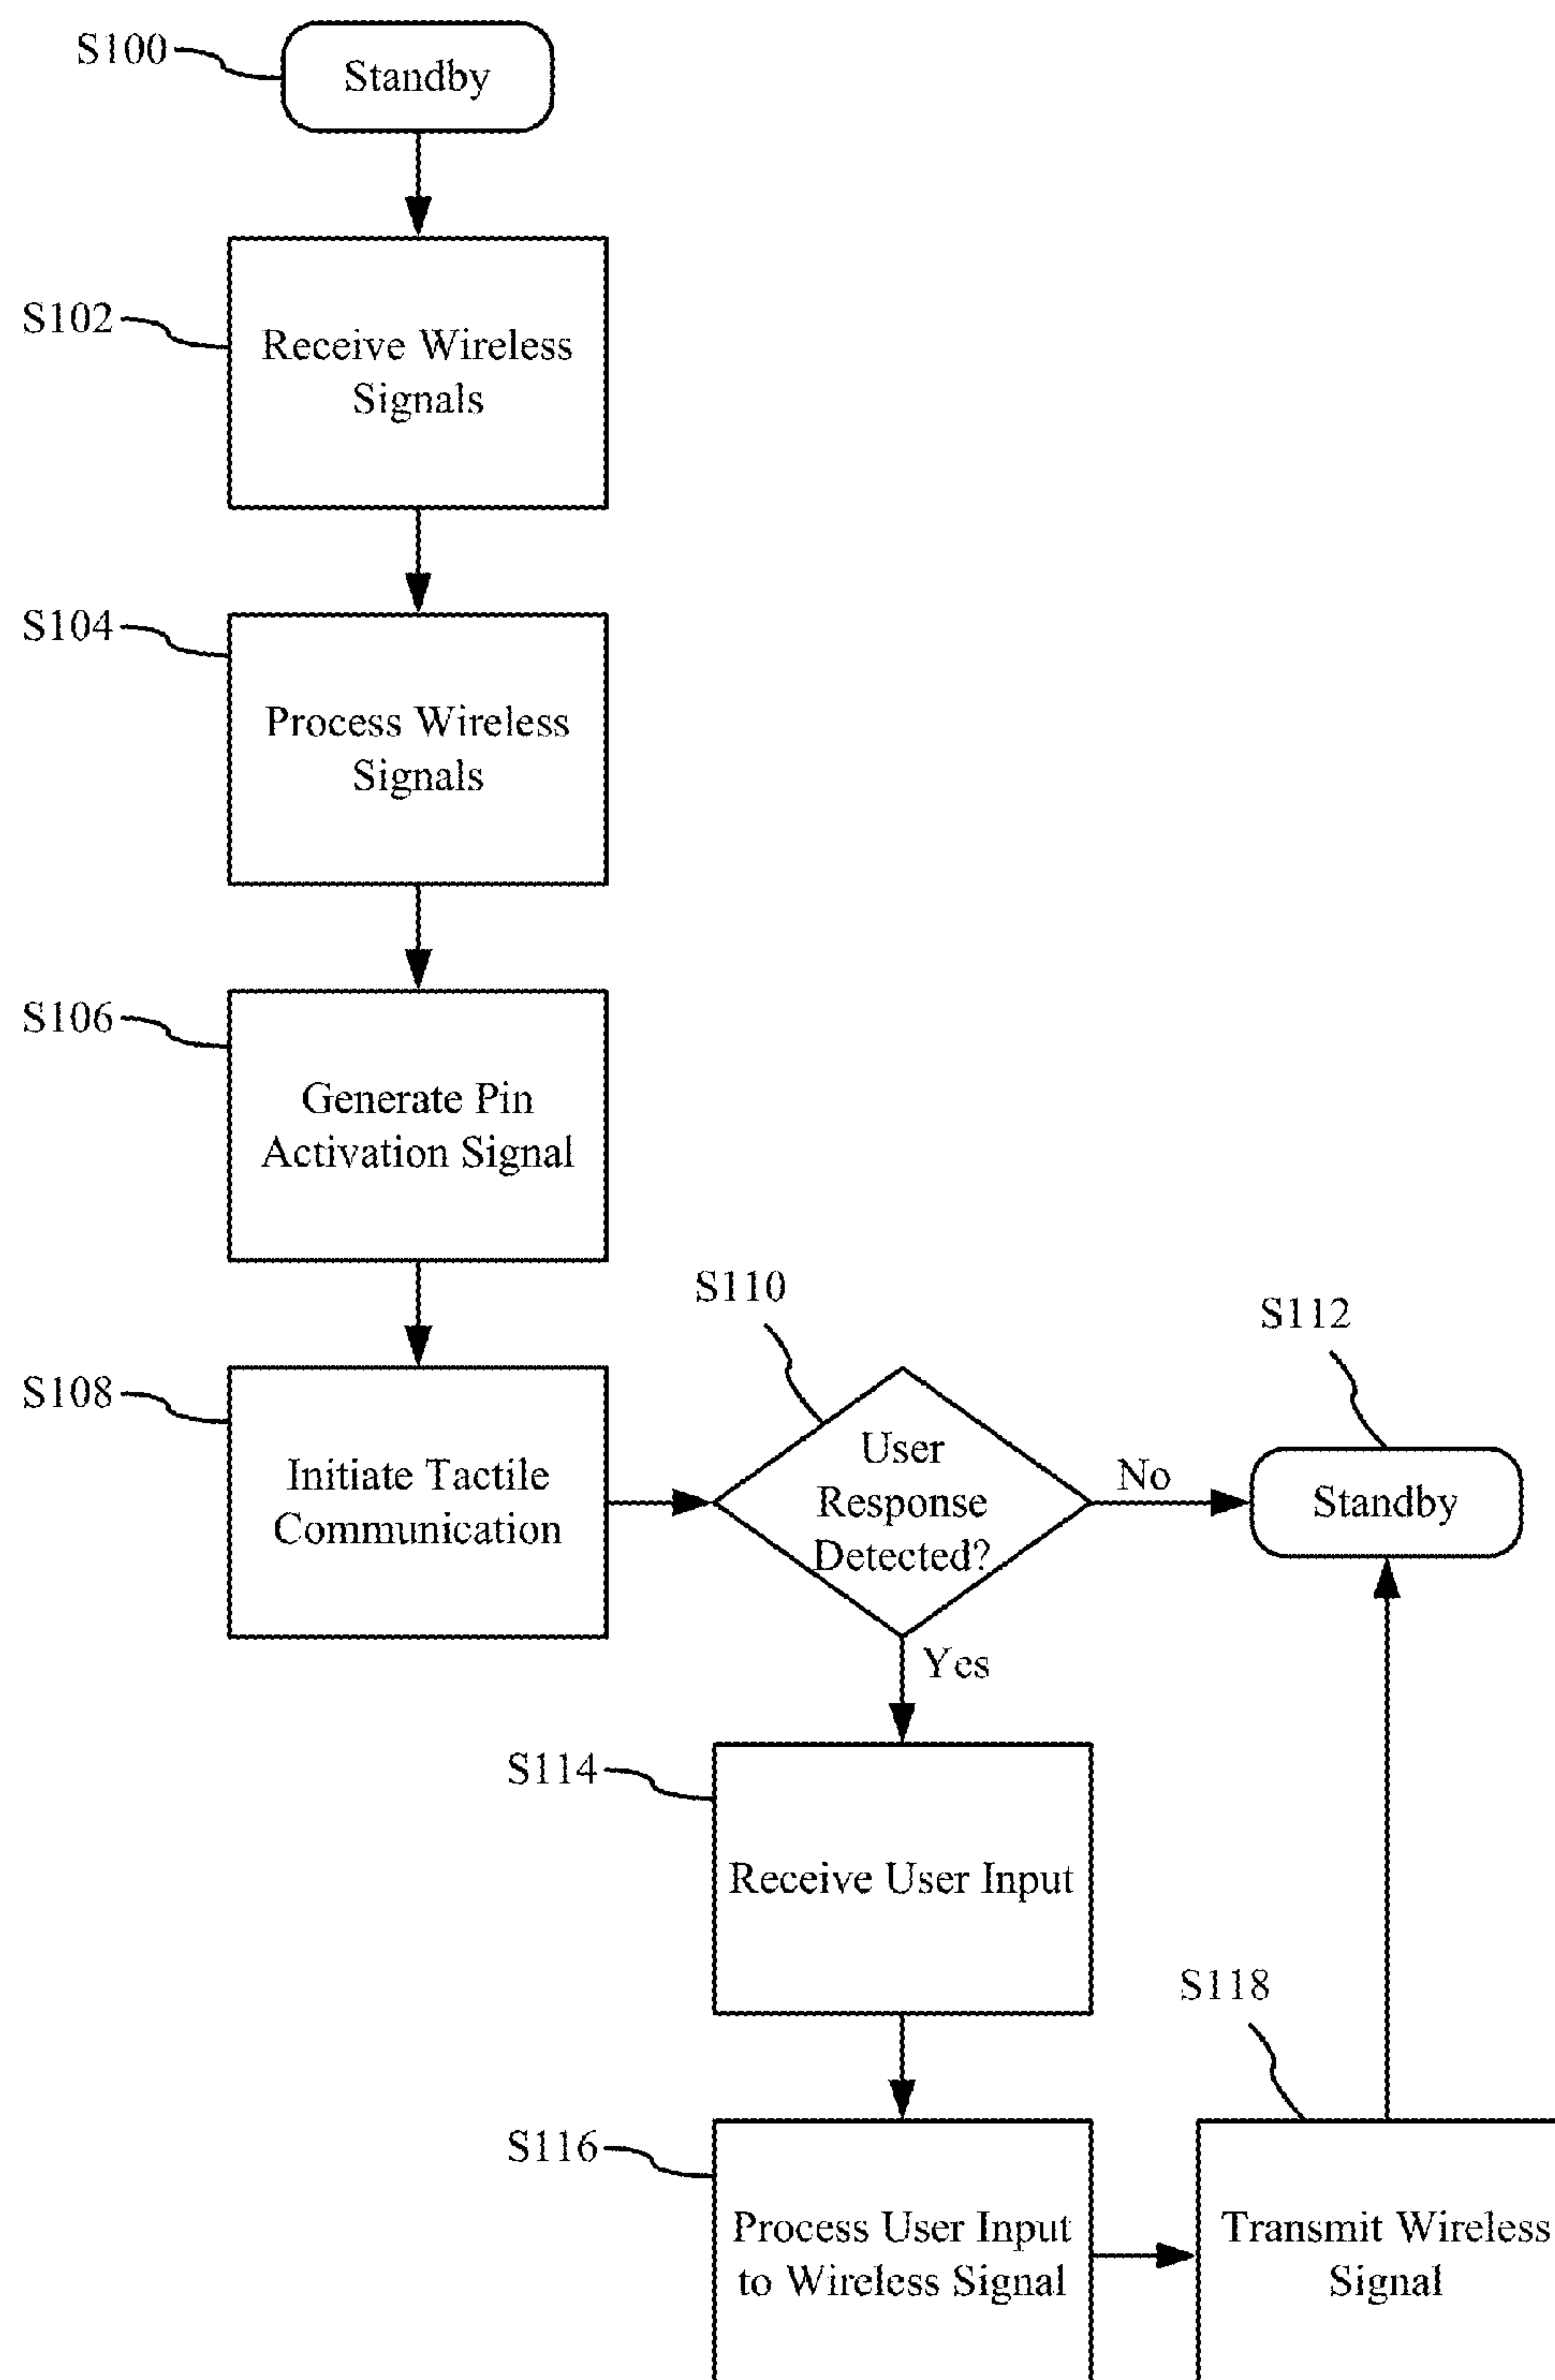 S100
Standby
S102
Receive Wireless
Signals
S104
Process Wireless
Signals
S106
Generate Pin
Activation Signal
S108
Initiate Tactile
Communication
S110
User
Response
Detected?
No
S112
Standby
Yes
S114
Receive User Input
S116
Process User Input
to Wireless Signal
S118
Transmit Wireless
Signal